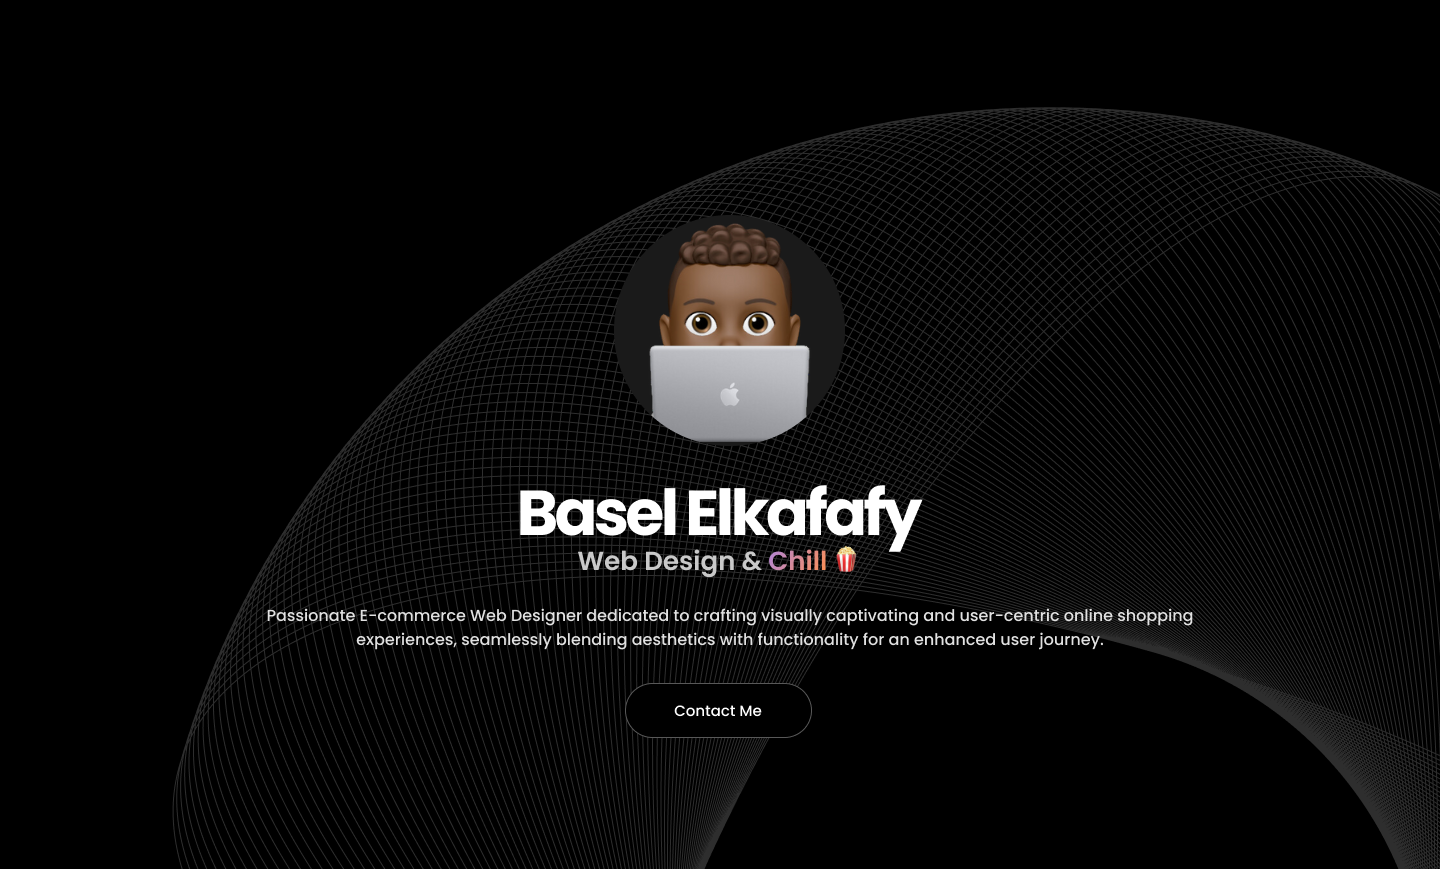 Basel Elkafafy
Web Design & Chill 🍿
Passionate E-commerce Web Designer dedicated to crafting visually captivating and user-centric online shopping
experiences, seamlessly blending aesthetics with functionality for an enhanced user journey.
Contact Me